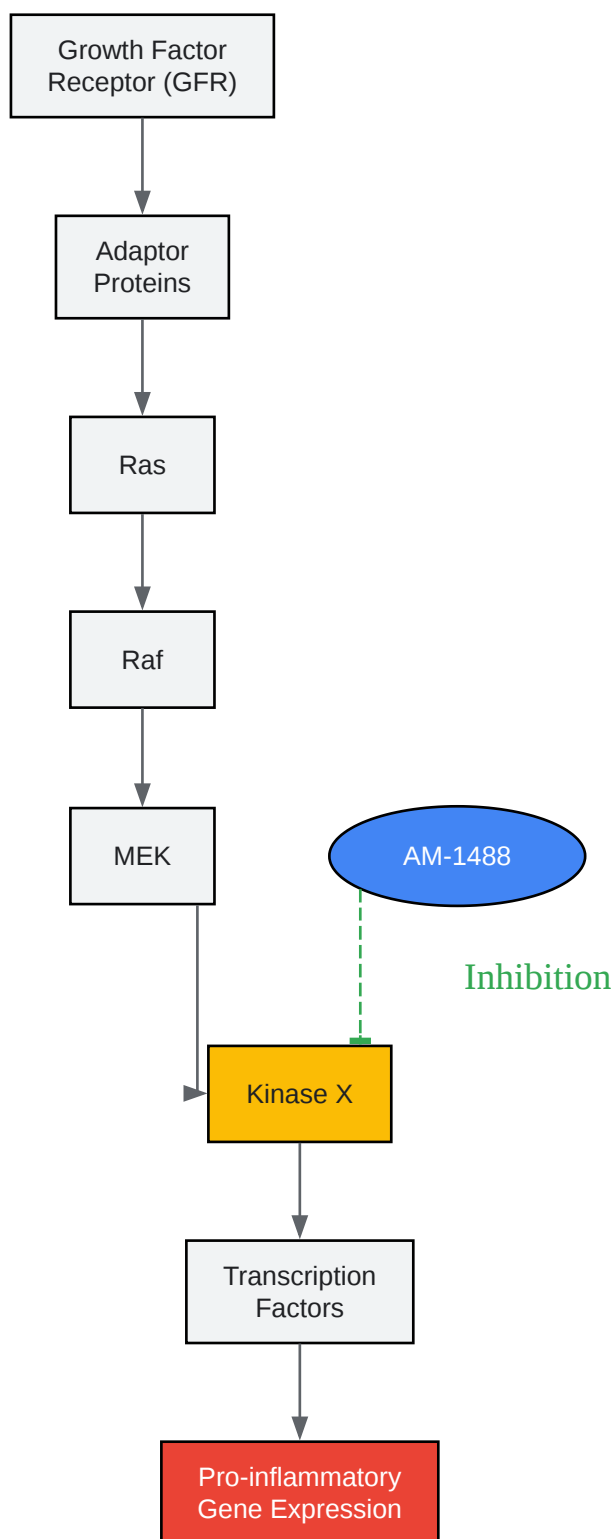 Growth Factor
Receptor (GFR)
Adaptor
Proteins
Ras
Raf
MEK
AM-1488
Inhibition
Kinase X
Transcription
Factors
Pro-inflammatory
Gene Expression